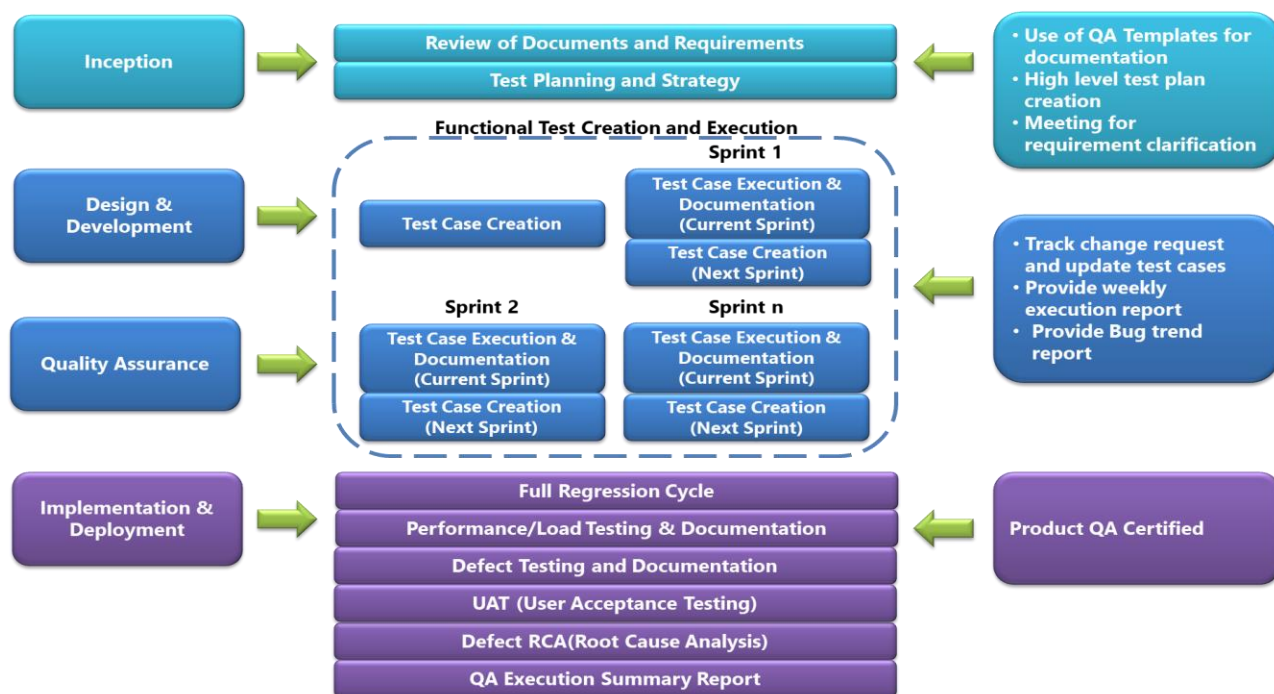 Inception
Review of Documents and Requirements
Test Planning and Strategy
• Use of QA Templates for
documentation
• High level test plan
creation
• Meeting for
requirement clarification
Functional Test Creation and Execution
Design &
Development
Test Case Creation
Sprint 1
Test Case Execution &
Documentation
(Current Sprint)
Test Case Creation
(Next Sprint)
• Track change request
and update test cases
• Provide weekly
execution report
• Provide Bug trend
report
Quality Assurance
Sprint 2
Test Case Execution &
Documentation
(Current Sprint)
Test Case Creation
(Next Sprint)
Sprint n
Test Case Execution &
Documentation
(Current Sprint)
Test Case Creation
(Next Sprint)
Implementation &
Deployment
Full Regression Cycle
Performance/Load Testing & Documentation
Defect Testing and Documentation
UAT (User Acceptance Testing)
Defect RCA(Root Cause Analysis)
QA Execution Summary Report
Product QA Certified